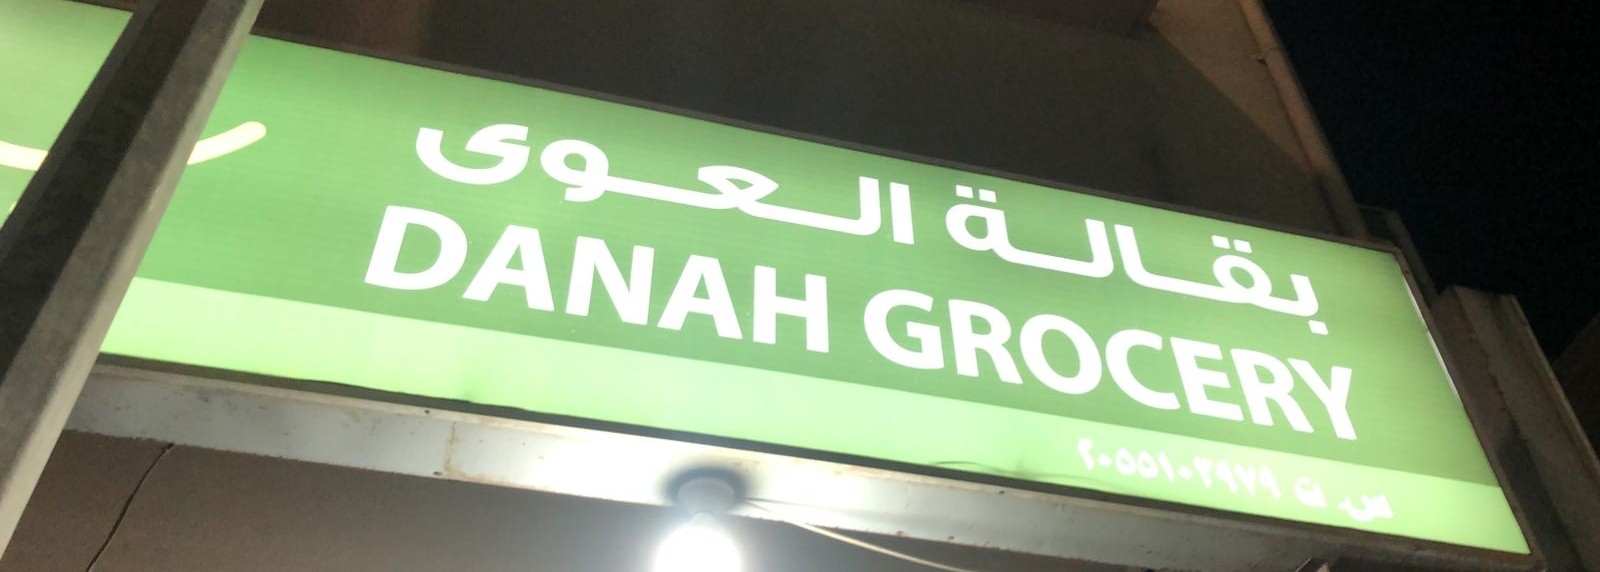 بقالة العوى
DANAH GROCERY
س. ت ٢٠٥٥١٠٢٩٧٩